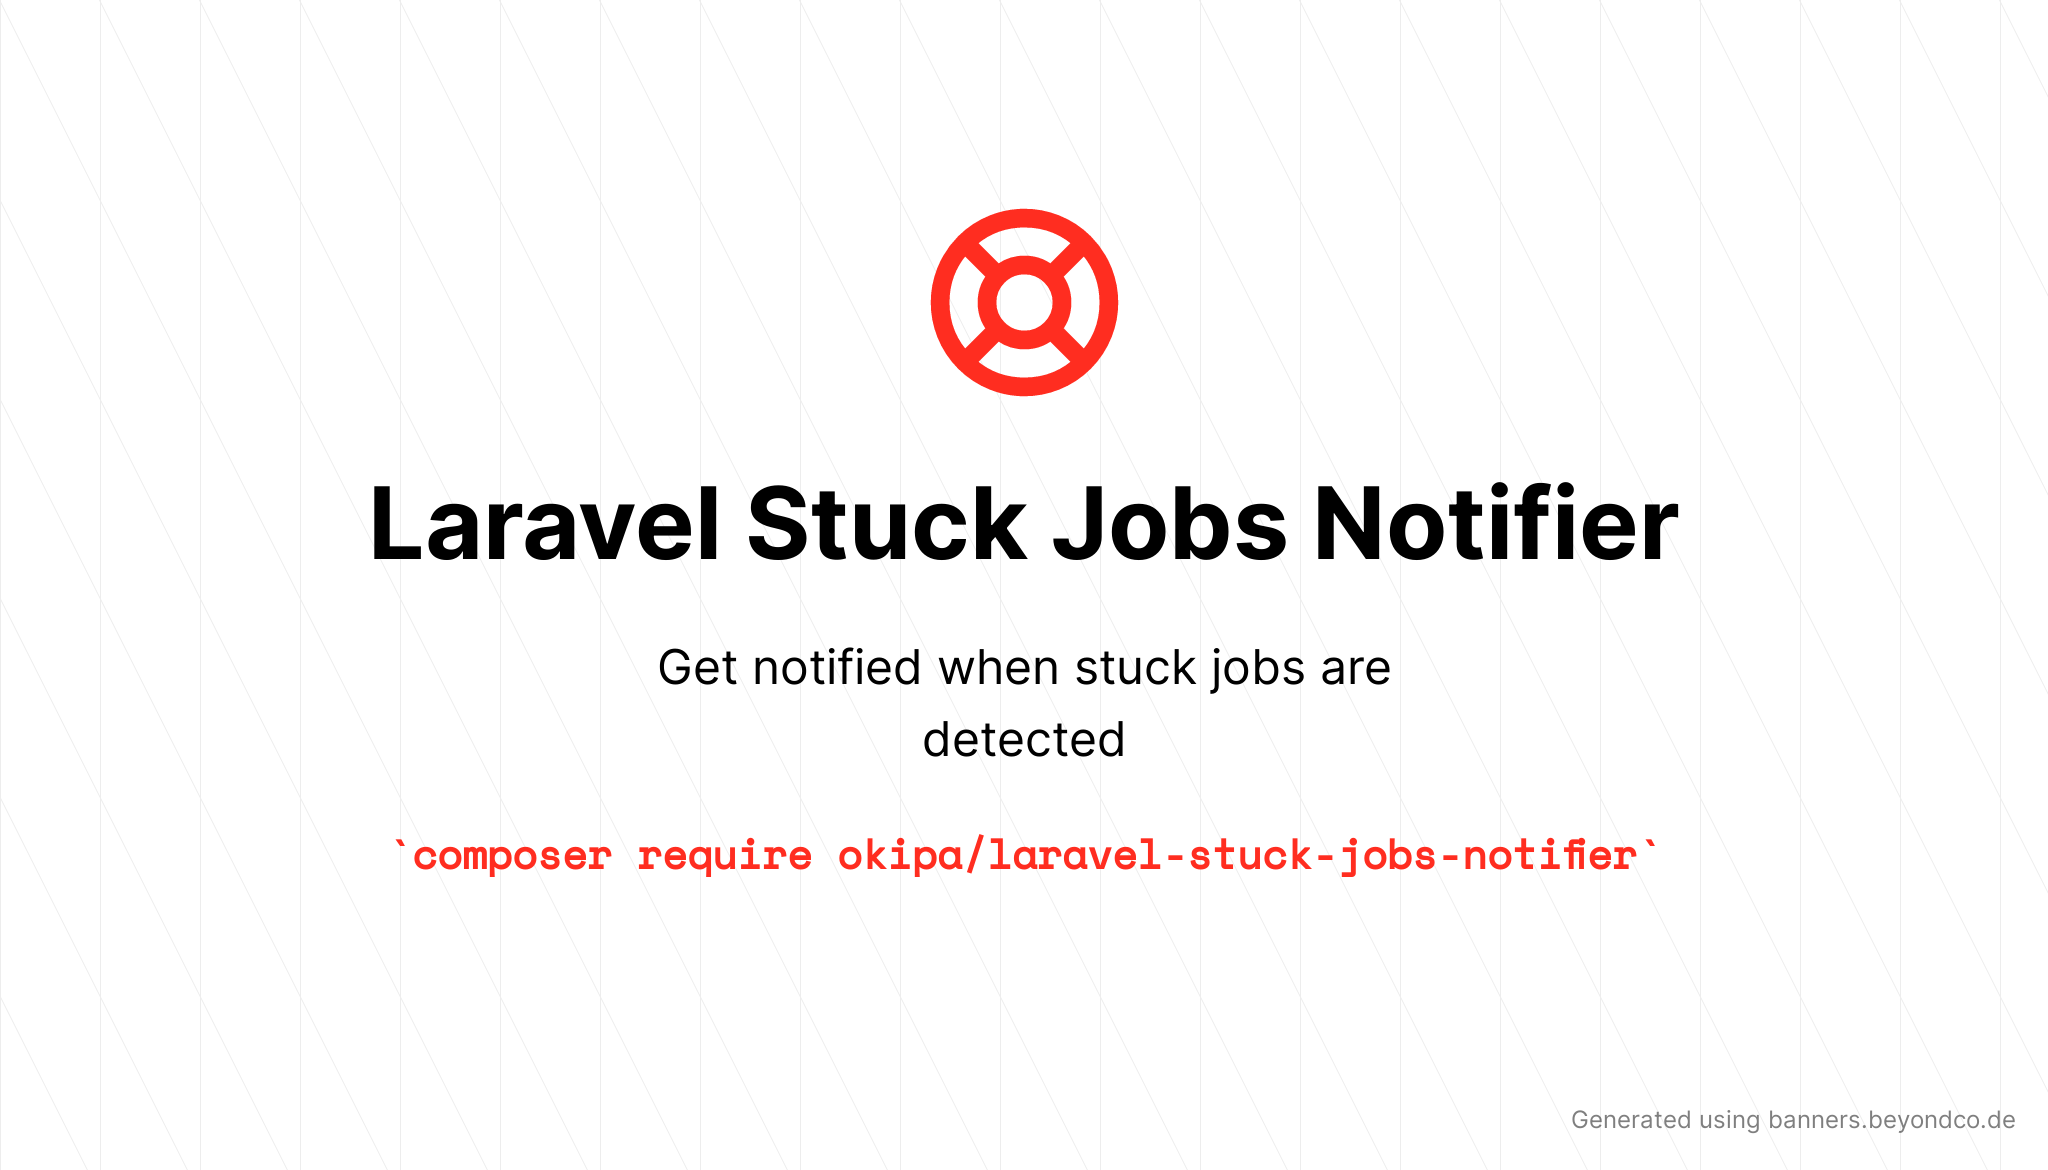 Laravel Stuck Jobs Notifier
Get notified when stuck jobs are
detected
`composer require okipa/laravel-stuck-jobs-notifier`
Generated using banners.beyondco.de